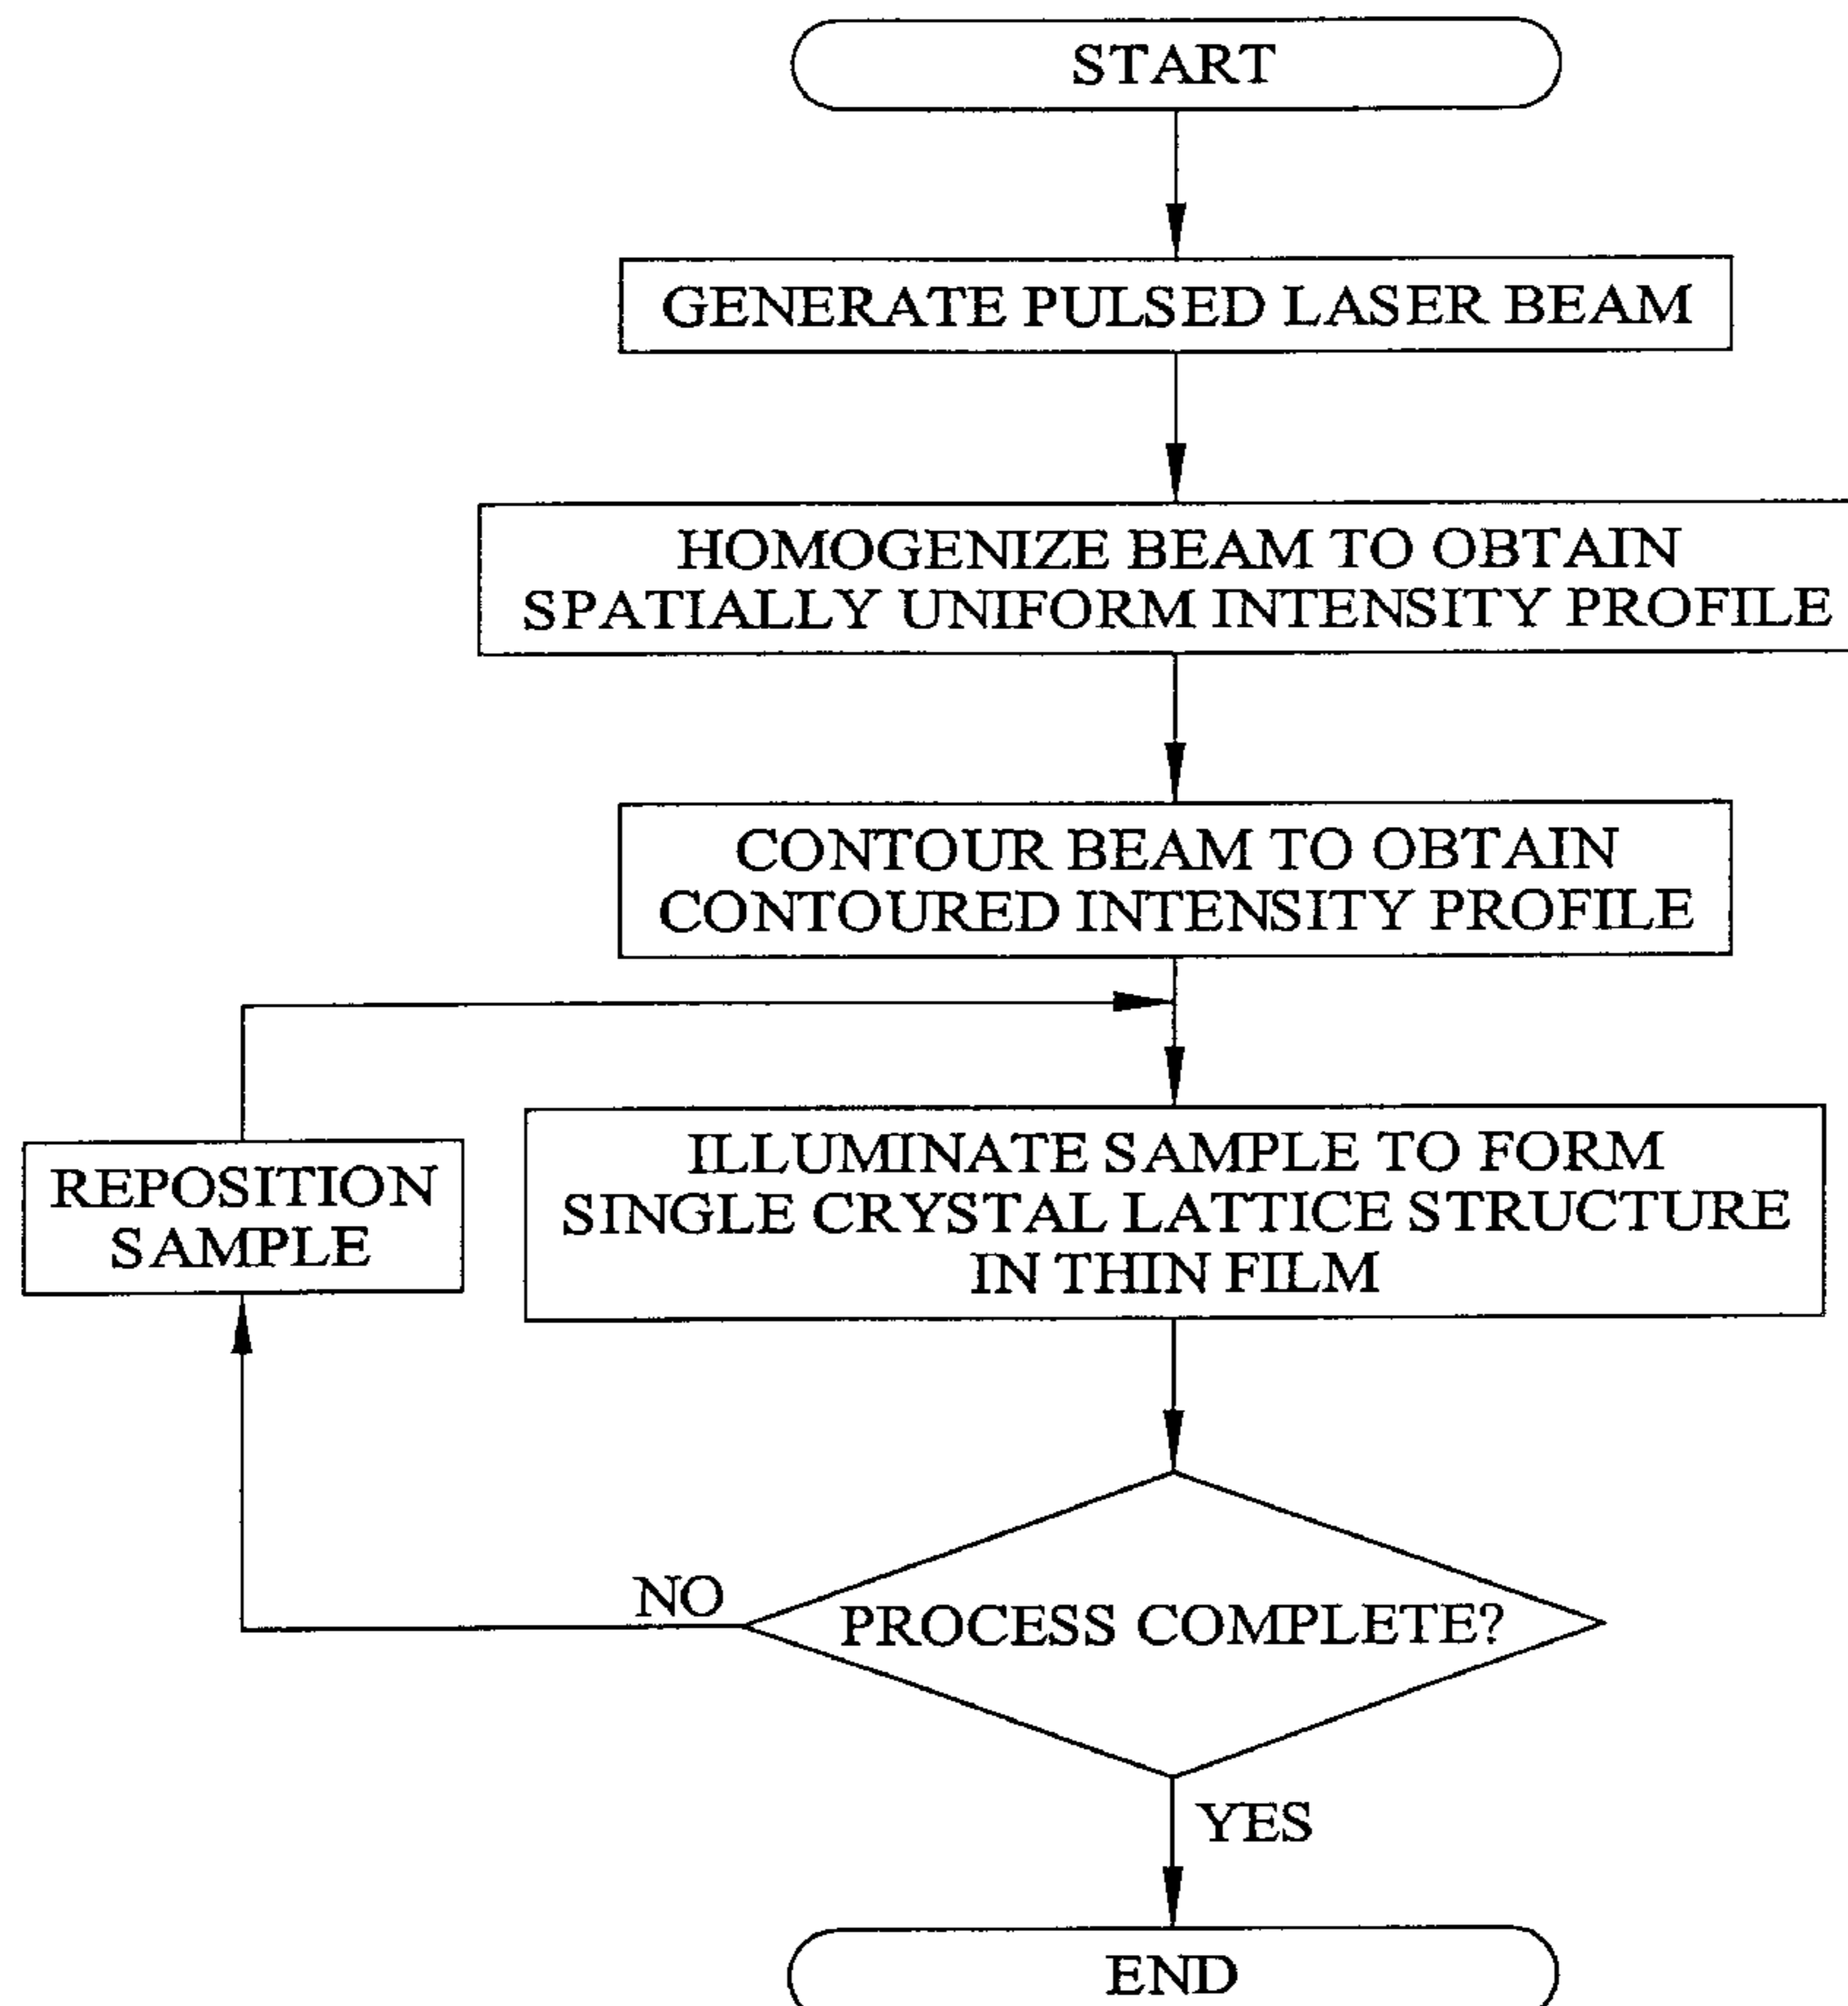 START
GENERATE PULSED LASER BEAM
HOMOGENIZE BEAM TO OBTAIN
SPATIALLY UNIFORM INTENSITY PROFILE
CONTOUR BEAM TO OBTAIN
CONTOURED INTENSITY PROFILE
REPOSITION
SAMPLE
ILLUMINATE SAMPLE TO FORM
SINGLE CRYSTAL LATTICE STRUCTURE
IN THIN FILM
NO
PROCESS COMPLETE?
YES
END